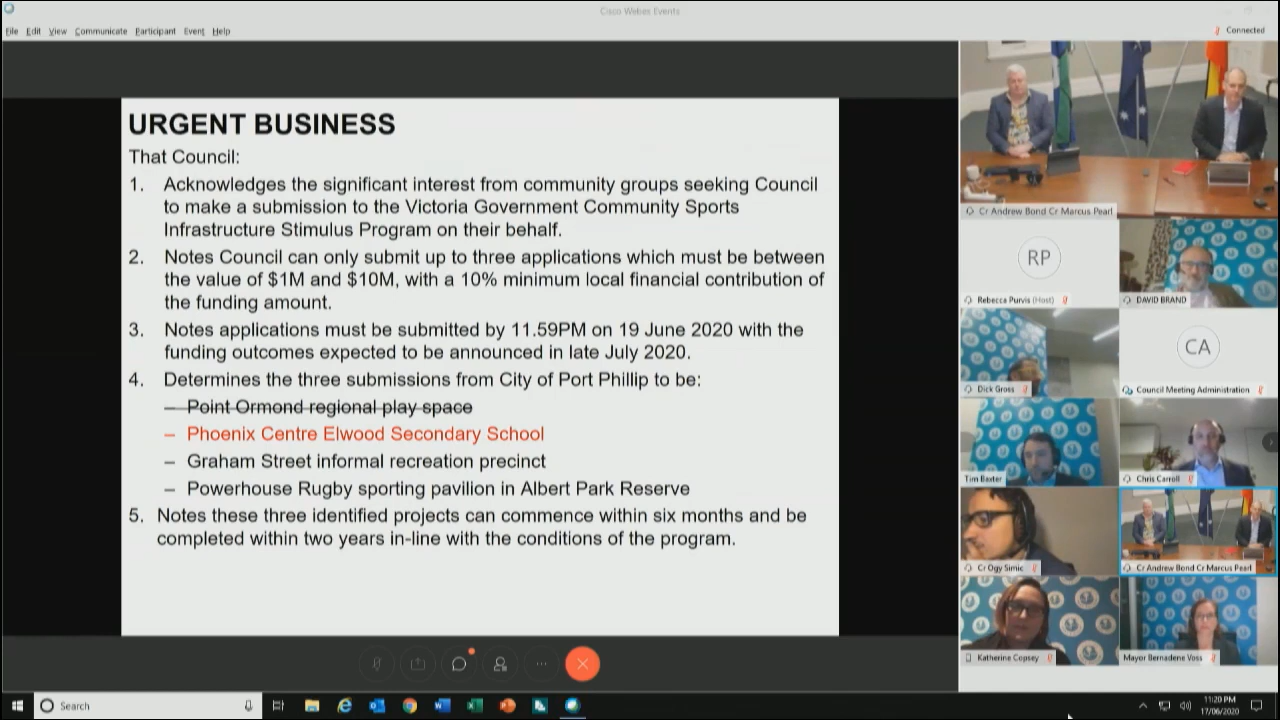 Cisco Webex Events
File Edit View Communicate Participant Event Help
Connected
URGENT BUSINESS
That Council:
1. Acknowledges the significant interest from community groups seeking Council
to make a submission to the Victoria Government Community Sports
Infrastructure Stimulus Program on their behalf.
2. Notes Council can only submit up to three applications which must be between
the value of $1M and $10M, with a 10% minimum local financial contribution of
the funding amount.
3. Notes applications must be submitted by 11.59PM on 19 June 2020 with the
funding outcomes expected to be announced in late July 2020.
4. Determines the three submissions from City of Port Phillip to be:
– Point Ormond regional play space
– Phoenix Centre Elwood Secondary School
– Graham Street informal recreation precinct
– Powerhouse Rugby sporting pavilion in Albert Park Reserve
5. Notes these three identified projects can commence within six months and be
completed within two years in-line with the conditions of the program.
Cr Andrew Bond Cr Marcus Pearl
RP
Rebecca Purvis (Host)
DAVID BRAND
Dick Gross
CA
Council Meeting Administration
Tim Baxter
Chris Carroll
Cr Ogy Simic
Cr Andrew Bond Cr Marcus Pearl
Katherine Copsey
Mayor Bernadene Voss
Search
11:20 PM
17/06/2020